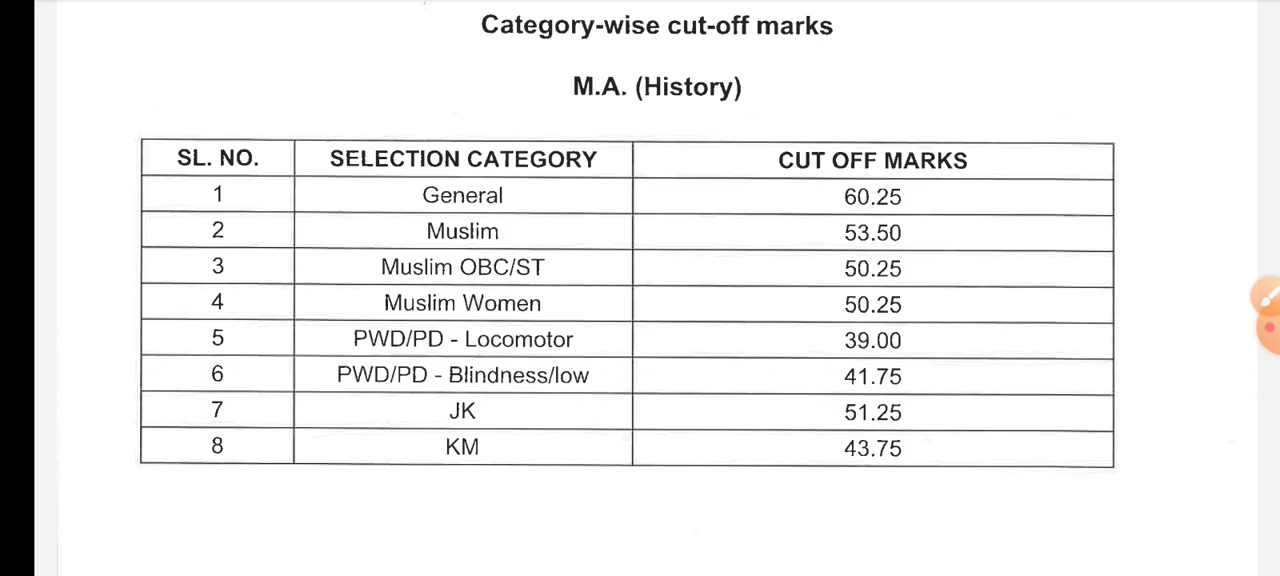 Category-wise cut-off marks
M.A. (History)
SL. NO. SELECTION CATEGORY CUT OFF MARKS
1 General 60.25
2 Muslim 53.50
3 Muslim OBC/ST 50.25
4 Muslim Women 50.25
5 PWD/PD - Locomotor 39.00
6 PWD/PD - Blindness/low 41.75
7 JK 51.25
8 KM 43.75